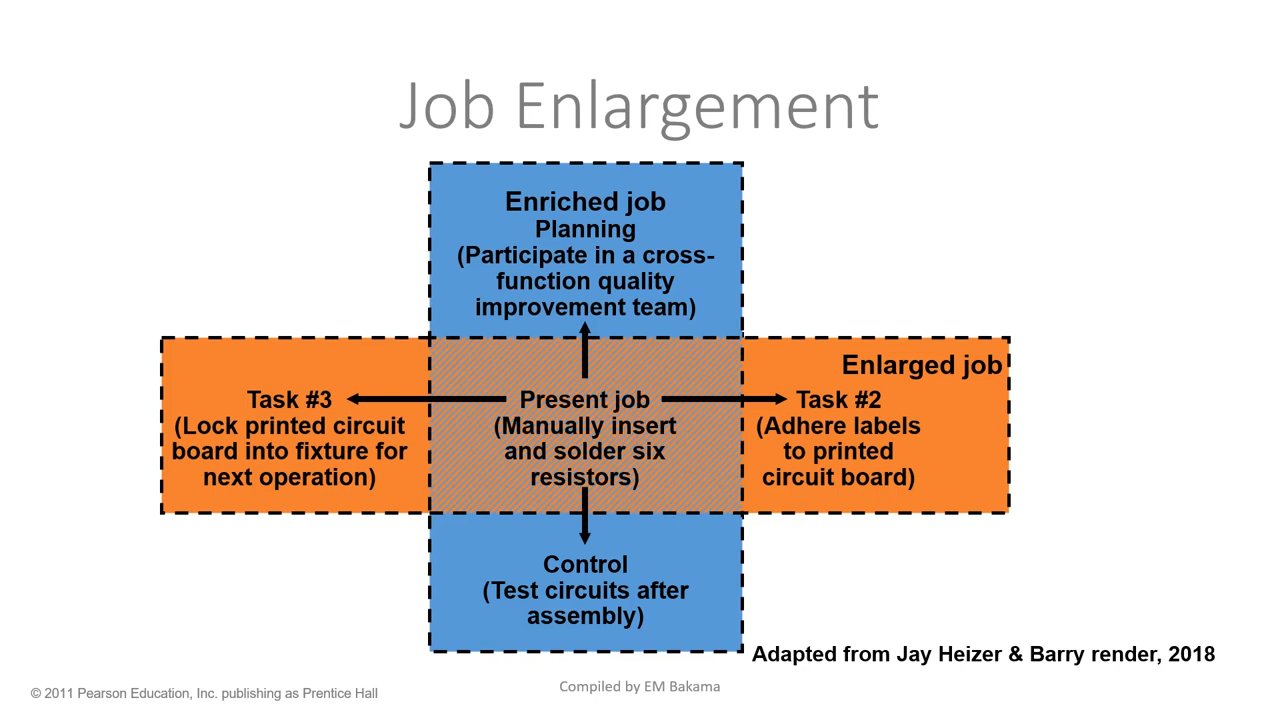 Job Enlargement
Enriched job
Planning
(Participate in a cross-
function quality
improvement team)
Enlarged job
Task #3
(Lock printed circuit
board into fixture for
next operation)
Present job
(Manually insert
and solder six
resistors)
Task #2
(Adhere labels
to printed
circuit board)
Control
(Test circuits after
assembly)
Adapted from Jay Heizer & Barry render, 2018
© 2011 Pearson Education, Inc. publishing as Prentice Hall
Compiled by EM Bakama